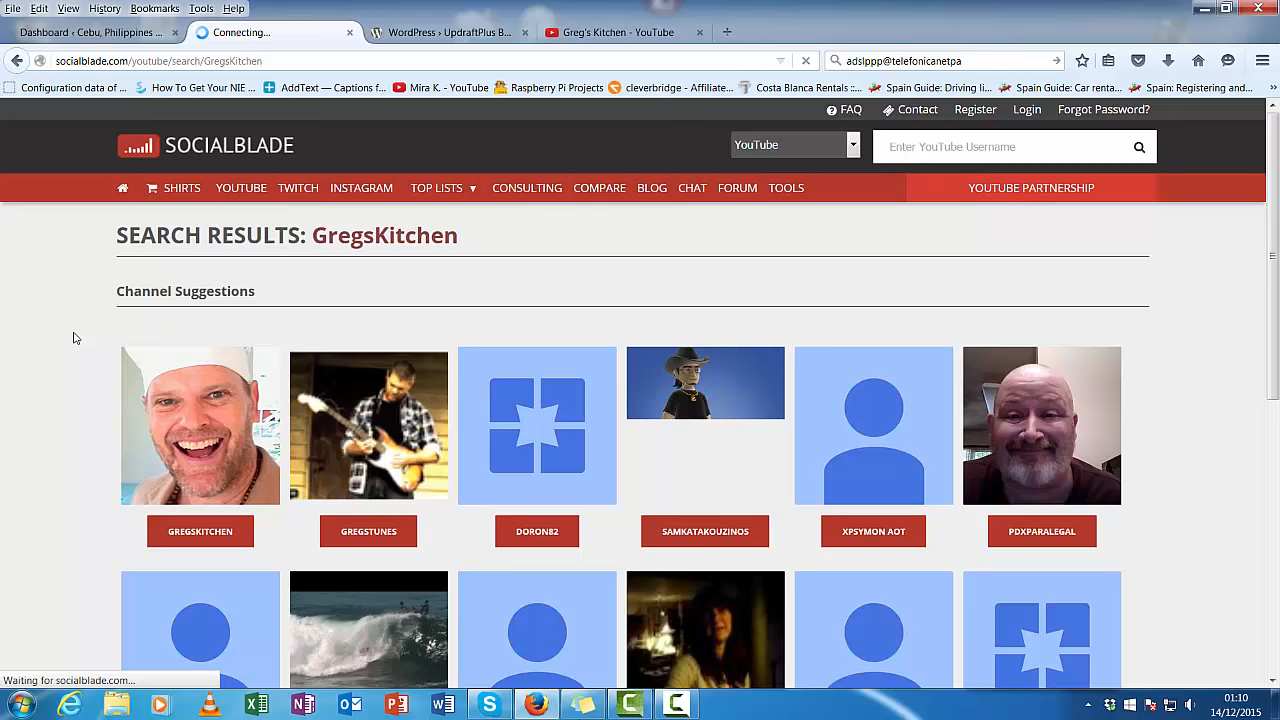 File Edit View History Bookmarks Tools Help
Dashboard ‹ Cebu, Philippines ... × Connecting... × WordPress › UpdraftPlus B... × Greg's Kitchen - YouTube × +
socialblade.com/youtube/search/GregsKitchen adslppp@telefonicanetpa
Configuration data of... How To Get Your NIE ... AddText — Captions f... Mira K. - YouTube Raspberry Pi Projects cleverbridge - Affiliate... Costa Blanca Rentals :... Spain Guide: Driving li... Spain Guide: Car renta... Spain: Registering and... »
FAQ Contact Register Login Forgot Password?
SOCIALBLADE YouTube Enter YouTube Username
SHIRTS YOUTUBE TWITCH INSTAGRAM TOP LISTS ▼ CONSULTING COMPARE BLOG CHAT FORUM TOOLS YOUTUBE PARTNERSHIP
SEARCH RESULTS: GregsKitchen
Channel Suggestions
GREGSKITCHEN GREGSTUNES DORON82 SAMKATAKOUZINOS XPSYMON AOT PDXPARALEGAL
Waiting for socialblade.com...
01:10
14/12/2015